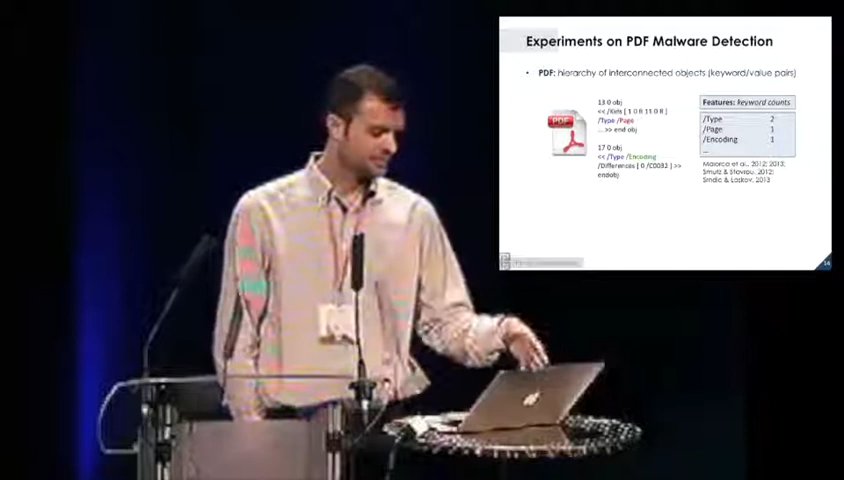 Experiments on PDF Malware Detection
• PDF: hierarchy of interconnected objects (keyword/value pairs)
PDF
13 0 obj
<< /Kids [ 1 0 R 11 0 R ]
/Type /Page
... >> end obj
17 0 obj
<< /Type /Encoding
/Differences [ 0 /C0032 ] >>
endobj
Features: keyword counts
/Type 2
/Page 1
/Encoding 1
...
Maiorca et al., 2012; 2013;
Smutz & Stavrou, 2012;
Srndic & Laskov, 2013
14